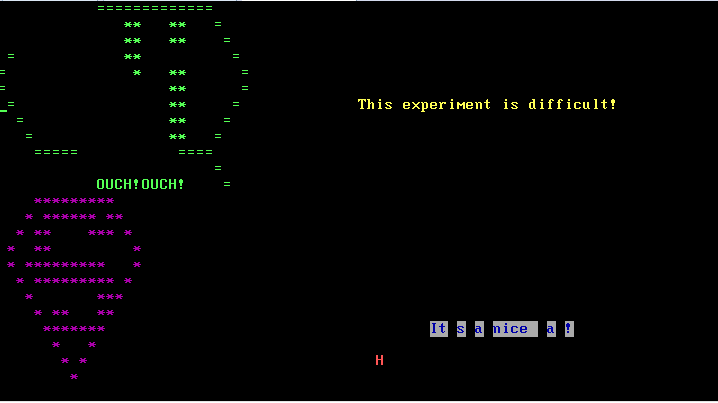 This experiment is difficult!
OUCH!OUCH!
It s a nice   a !
H